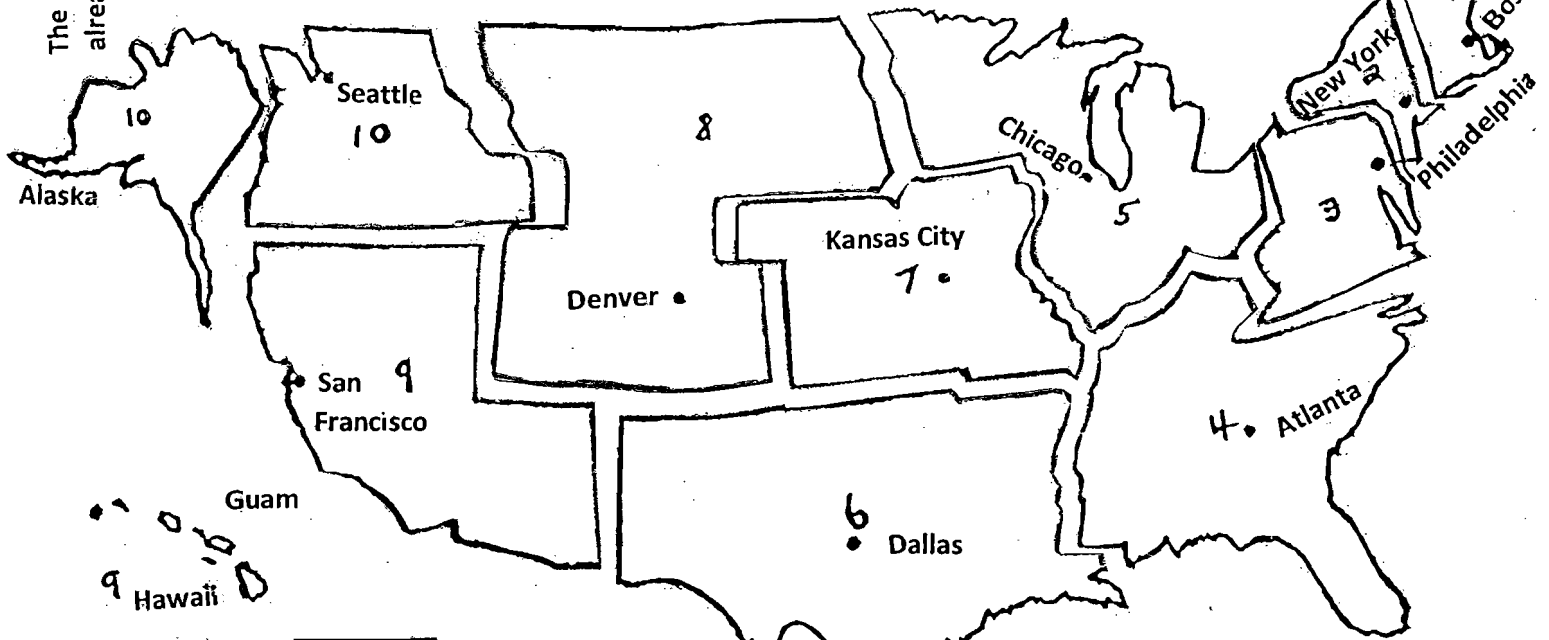 The
alrea
Alaska
10
Seattle
10
8
Chicago
5
New York
2
Bos
Philadelphia
3
Kansas City
7
Denver
San 9
Francisco
4
Atlanta
6
Dallas
Guam
9
Hawaii